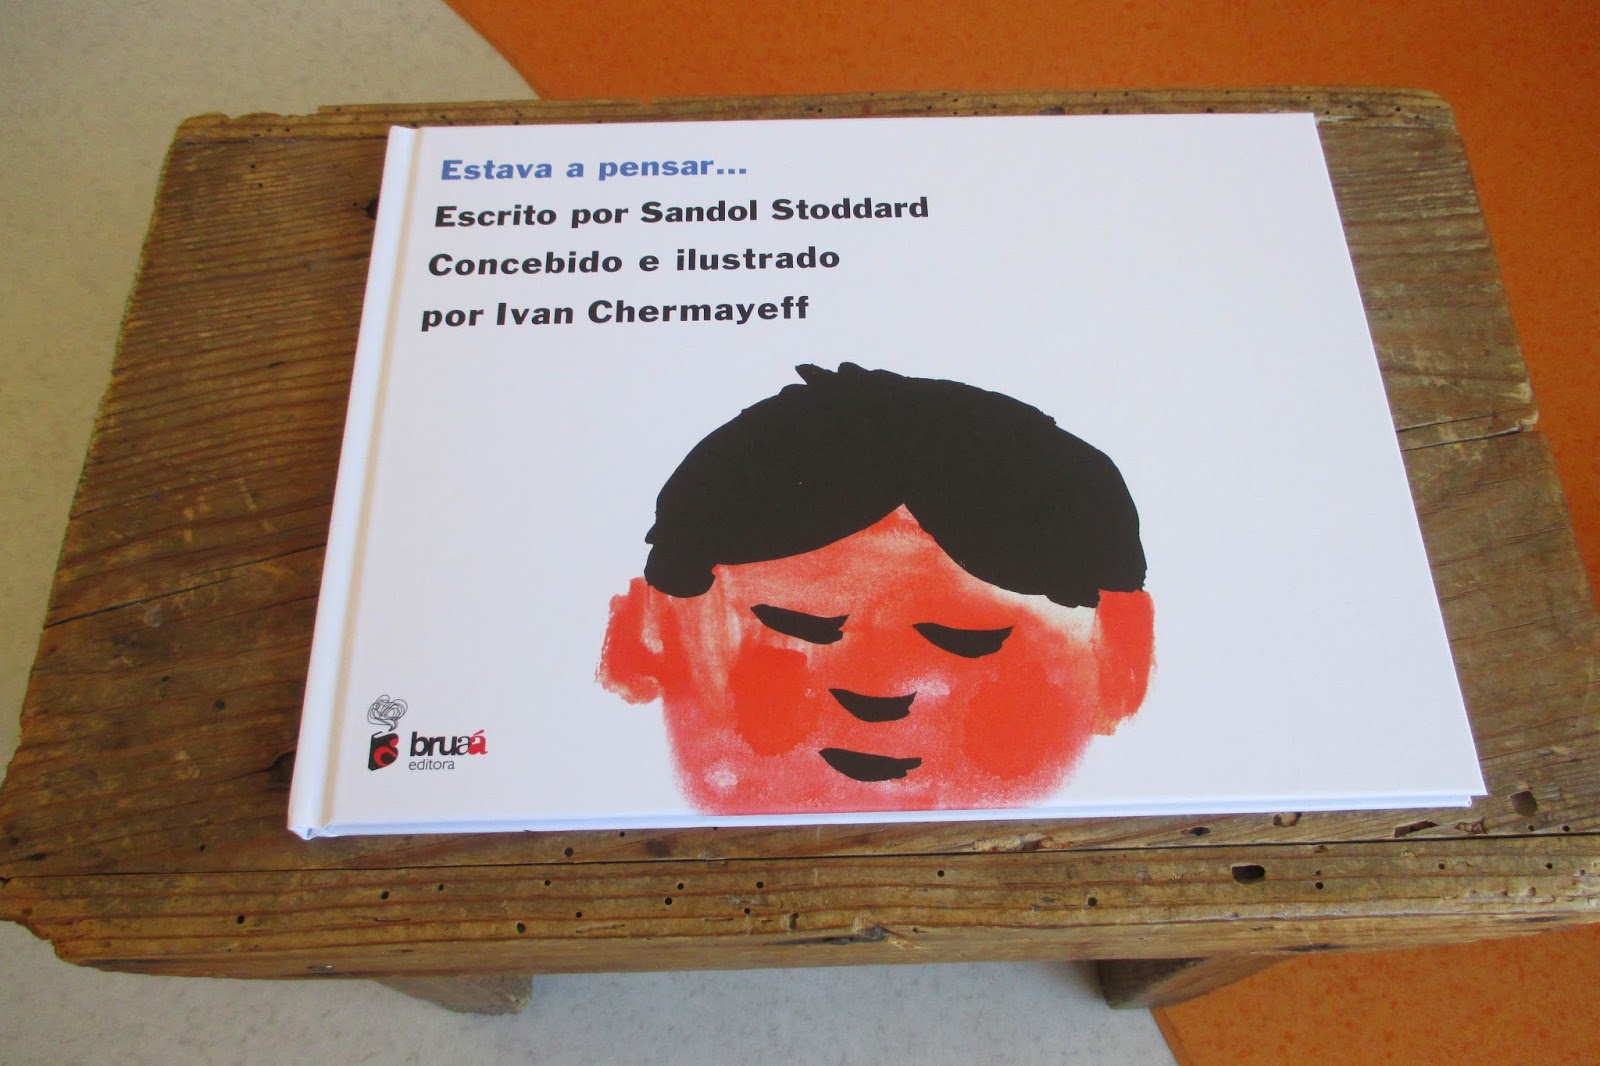 Estava a pensar...
Escrito por Sandol Stoddard
Concebido e ilustrado
por Ivan Chermayeff
bruaá
editora